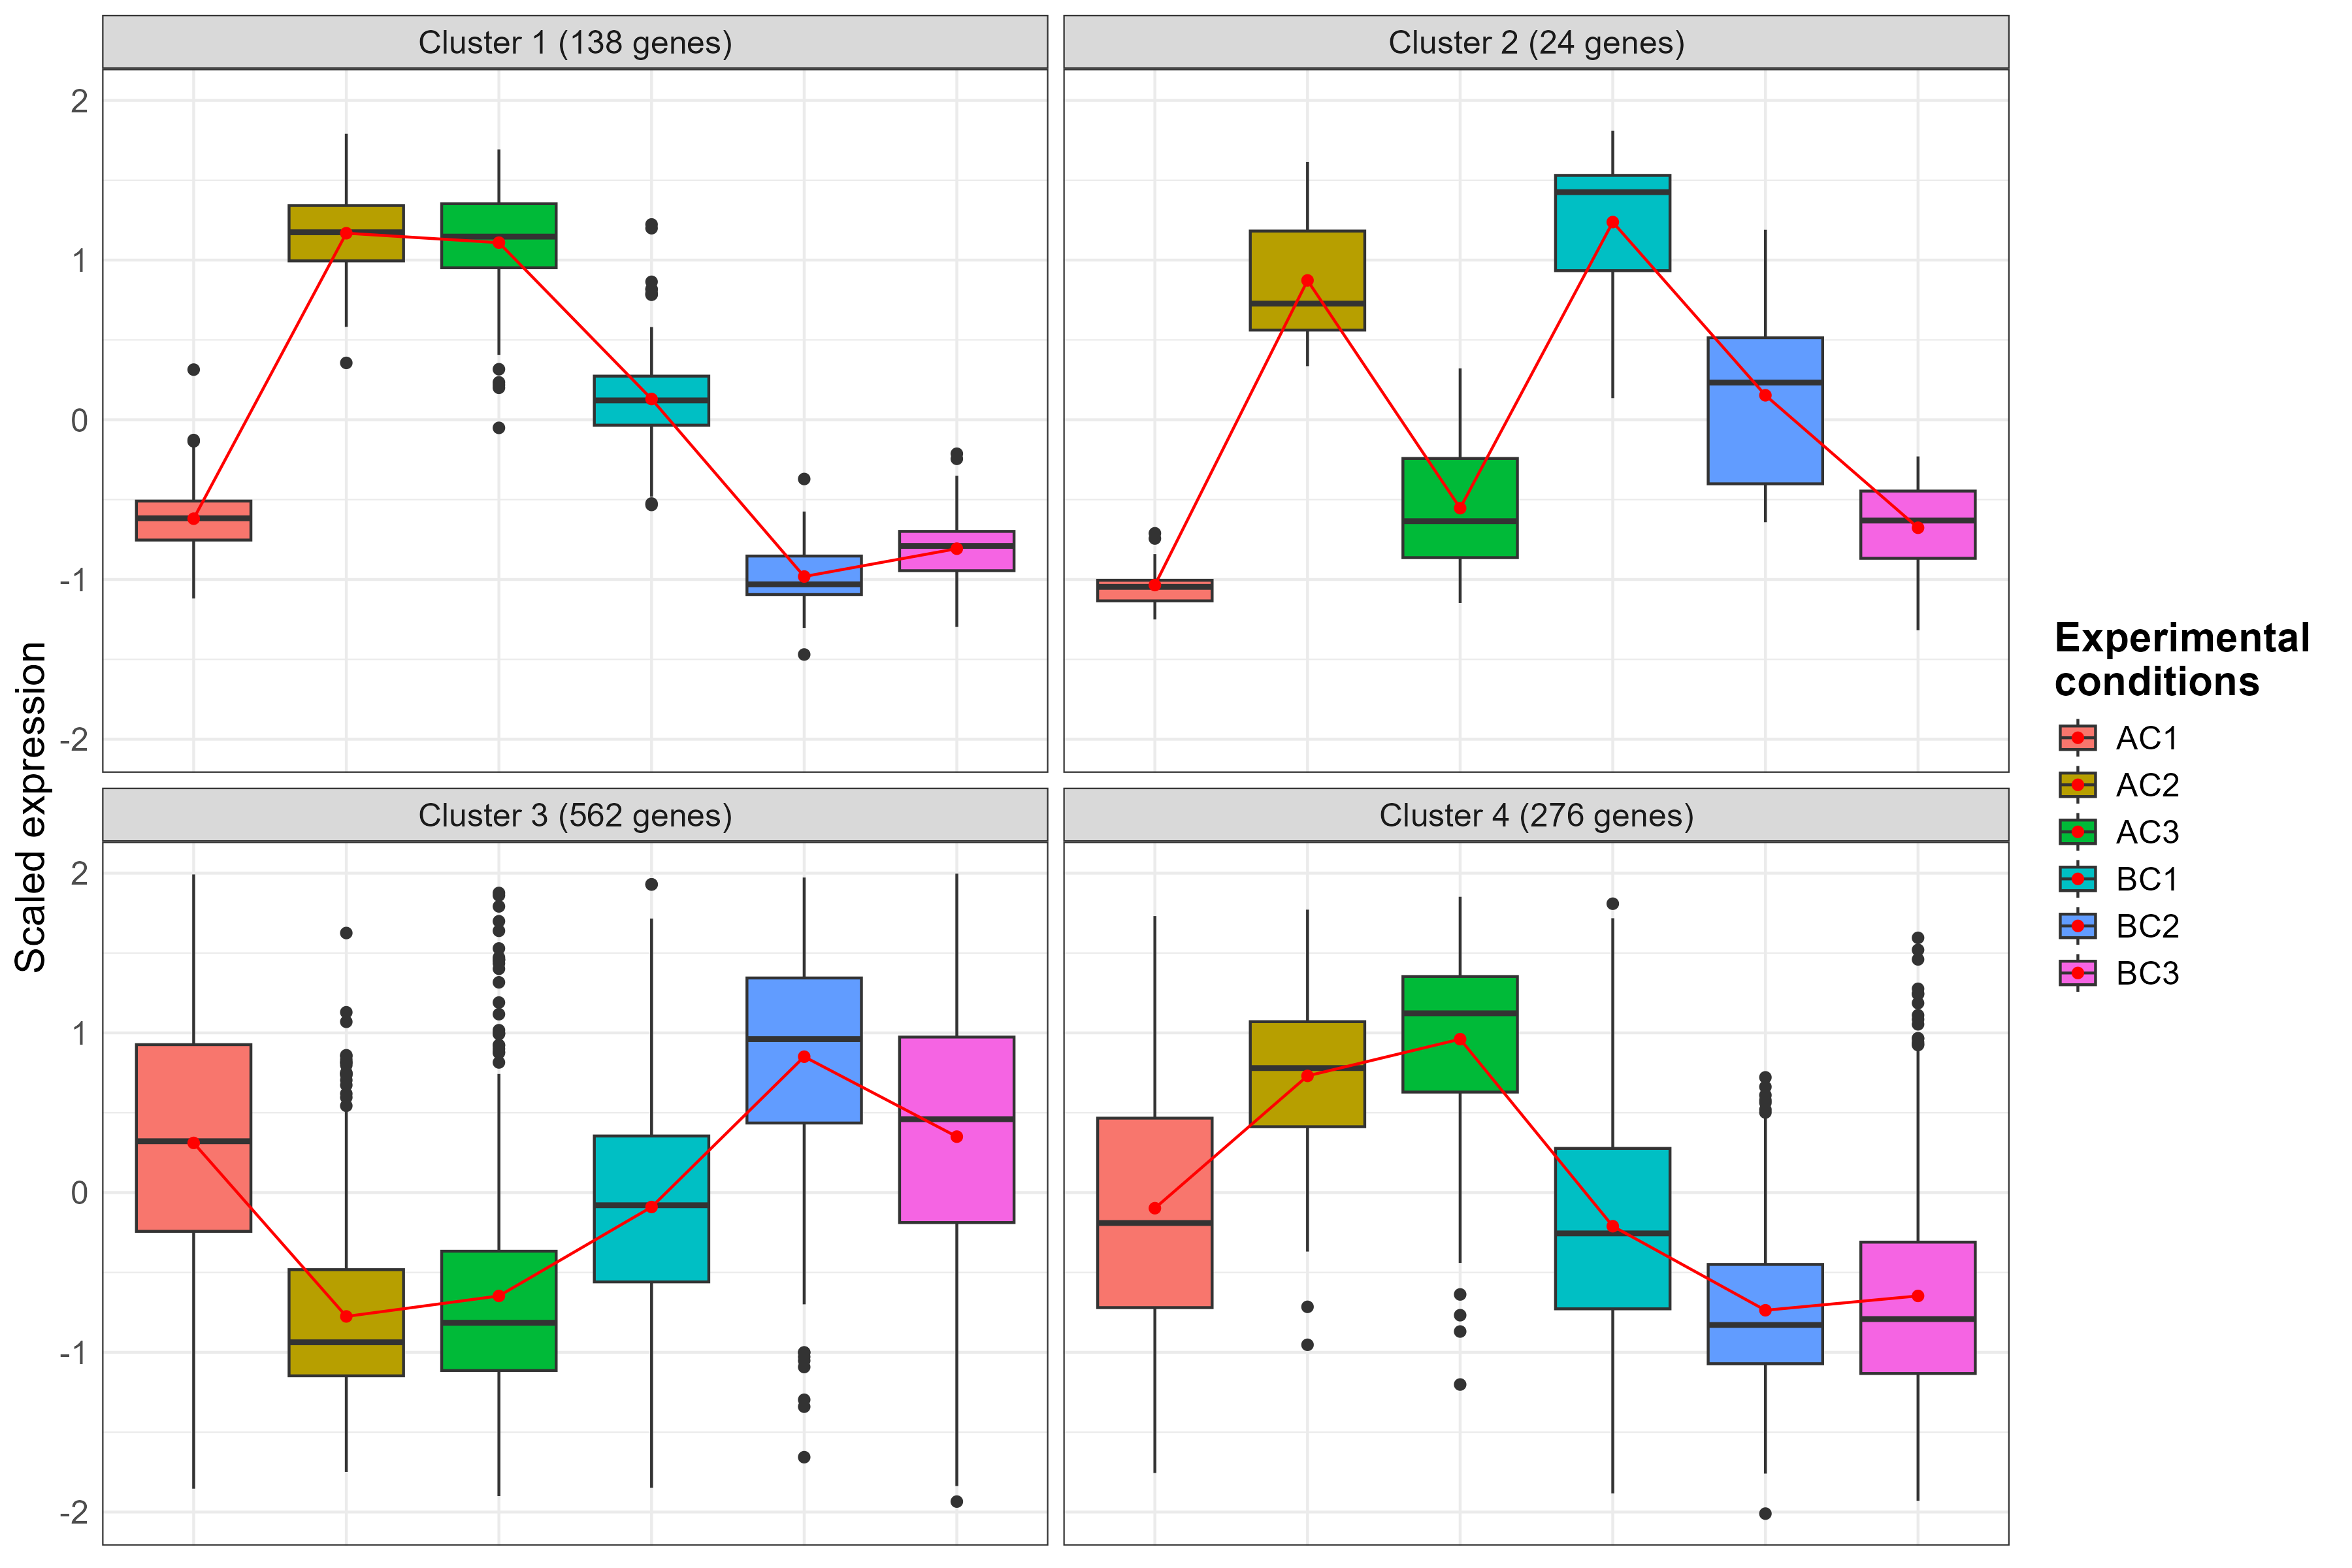 Cluster 1 (138 genes)
Cluster 2 (24 genes)
2
1
0
-1
-2
Cluster 3 (562 genes)
Cluster 4 (276 genes)
2
1
0
-1
-2
Scaled expression
Experimental
conditions
AC1
AC2
AC3
BC1
BC2
BC3